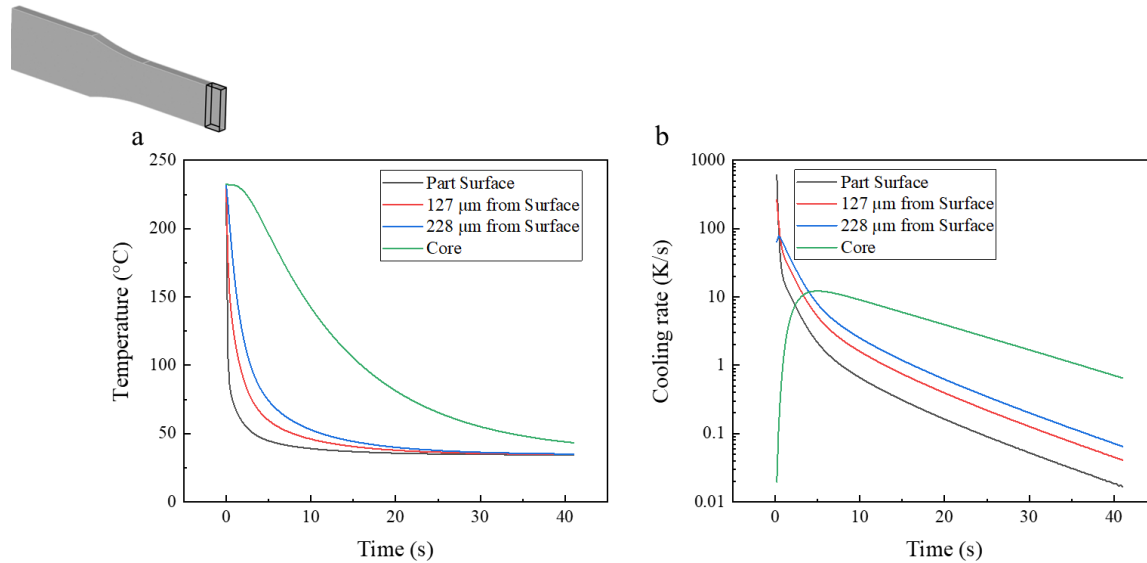 a
250
200
150
100
50
0
Temperature (°C)
Part Surface
127 μm from Surface
228 μm from Surface
Core
0 10 20 30 40
Time (s)
b
1000
100
10
1
0.1
0.01
Cooling rate (K/s)
Part Surface
127 μm from Surface
228 μm from Surface
Core
0 10 20 30 40
Time (s)